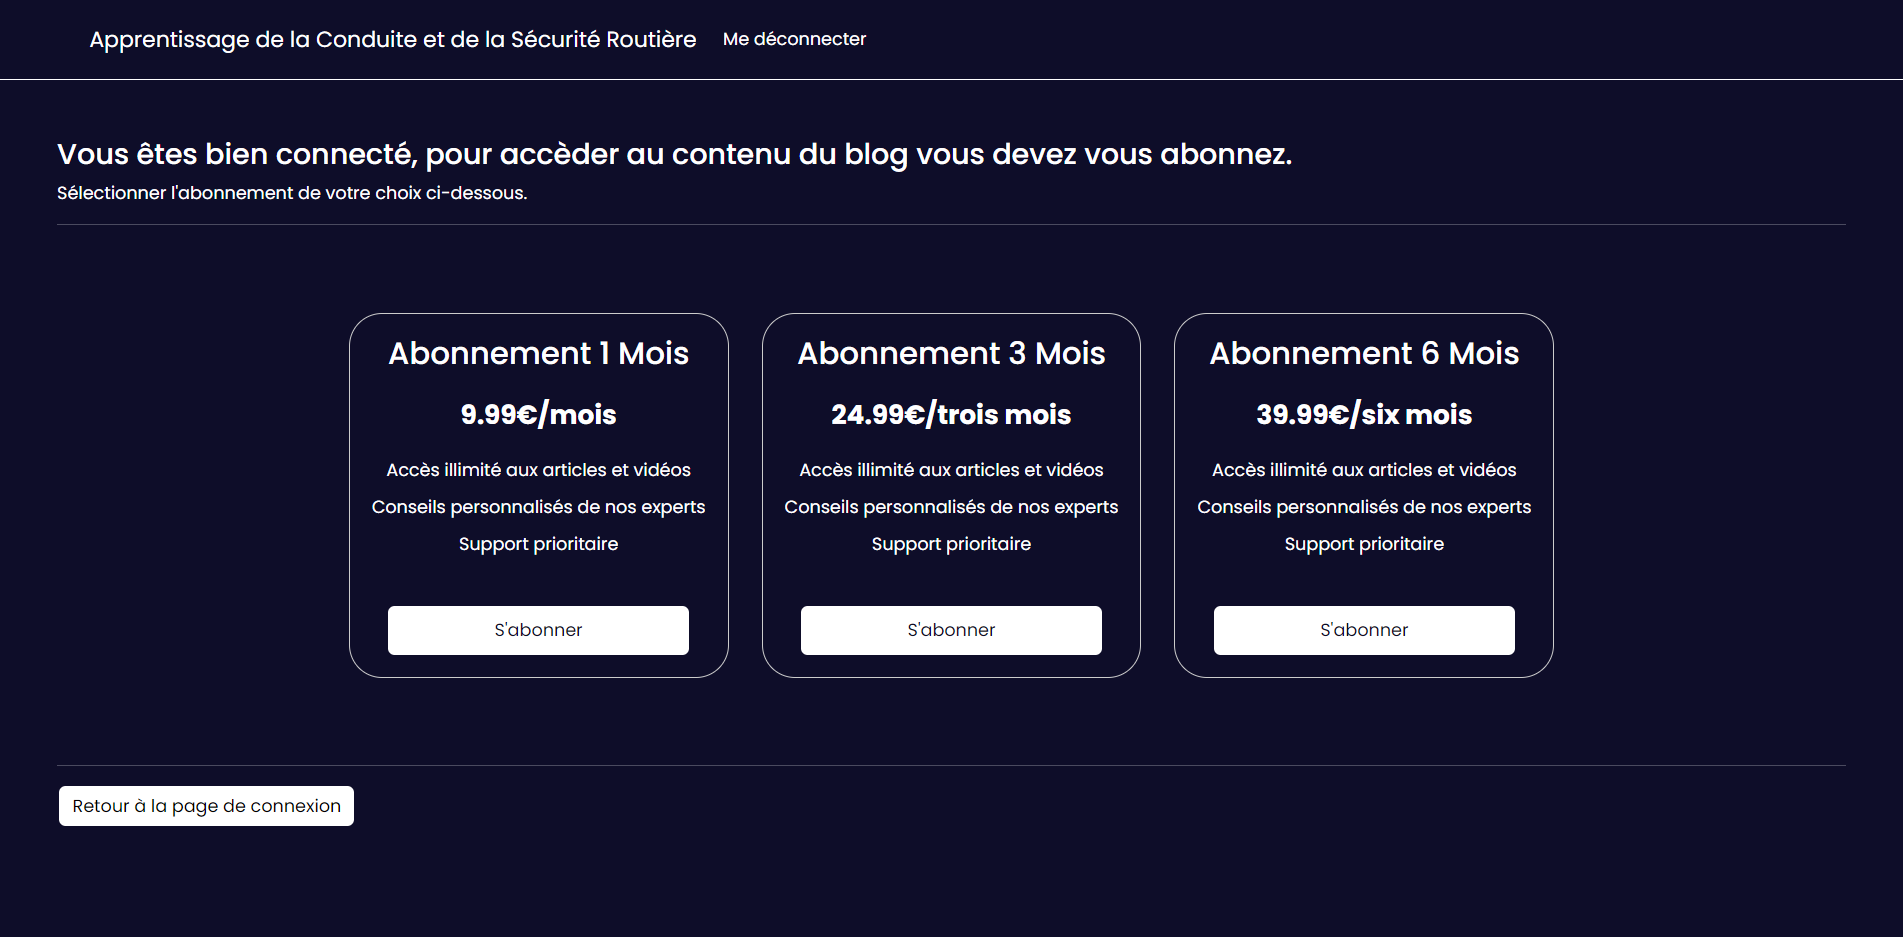 Apprentissage de la Conduite et de la Sécurité Routière Me déconnecter
Vous êtes bien connecté, pour accèder au contenu du blog vous devez vous abonnez.
Sélectionner l'abonnement de votre choix ci-dessous.
Abonnement 1 Mois
9.99€/mois
Accès illimité aux articles et vidéos
Conseils personnalisés de nos experts
Support prioritaire
S'abonner
Abonnement 3 Mois
24.99€/trois mois
Accès illimité aux articles et vidéos
Conseils personnalisés de nos experts
Support prioritaire
S'abonner
Abonnement 6 Mois
39.99€/six mois
Accès illimité aux articles et vidéos
Conseils personnalisés de nos experts
Support prioritaire
S'abonner
Retour à la page de connexion